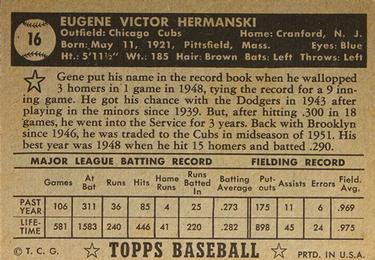 16
EUGENE VICTOR HERMANSKI
Outfield: Chicago Cubs Home: Cranford, N. J.
Born: May 11, 1921, Pittsfield, Mass. Eyes: Blue
Ht.: 5'11½" Wt.: 185 Hair: Brown Bats: Left Throws: Left
Gene put his name in the record book when he walloped
3 homers in 1 game in 1948, tying the record for a 9 inn-
ing game. He got his chance with the Dodgers in 1943 after
playing in the minors since 1939. But, after hitting .300 in 18
games, he went into the Service for 3 years. Back with Brooklyn
since 1946, he was traded to the Cubs in midseason of 1951. His
best year was 1948 when he hit 15 homers and batted .290.
MAJOR LEAGUE BATTING RECORD FIELDING RECORD
Games At Bat Runs Hits Home Runs Runs Batted In Batting Average Put-outs Assists Errors Field. Av.
PAST YEAR 106 311 36 85 4 25 .273 175 11 6 .969
LIFE-TIME 581 1583 240 446 41 220 .282 898 45 24 .975
© T. C. G. TOPPS BASEBALL PRTD. IN U.S.A.